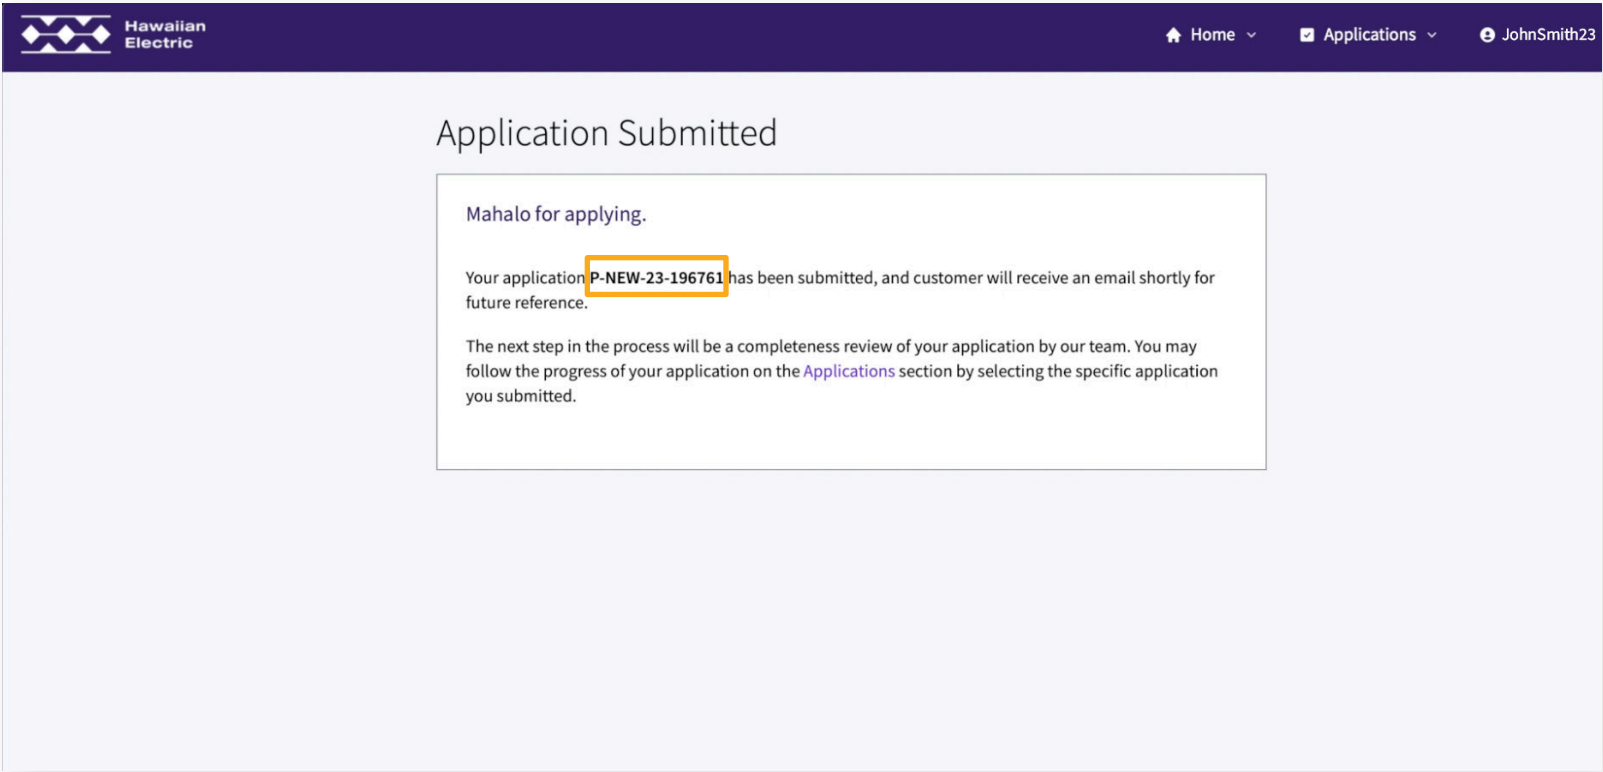 Hawaiian
Electric
Home
Applications
JohnSmith23
Application Submitted
Mahalo for applying.
Your application P-NEW-23-196761 has been submitted, and customer will receive an email shortly for
future reference.
The next step in the process will be a completeness review of your application by our team. You may
follow the progress of your application on the Applications section by selecting the specific application
you submitted.